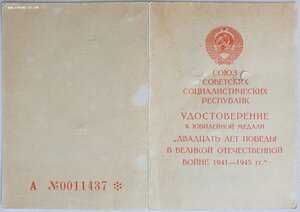 А №0011437 ✻
СОЮЗ
СОВЕТСКИХ
СОЦИАЛИСТИЧЕСКИХ
РЕСПУБЛИК
УДОСТОВЕРЕНИЕ
К ЮБИЛЕЙНОЙ МЕДАЛИ
„ДВАДЦАТЬ ЛЕТ ПОБЕДЫ
В ВЕЛИКОЙ ОТЕЧЕСТВЕННОЙ
ВОЙНЕ 1941—1945 гг."